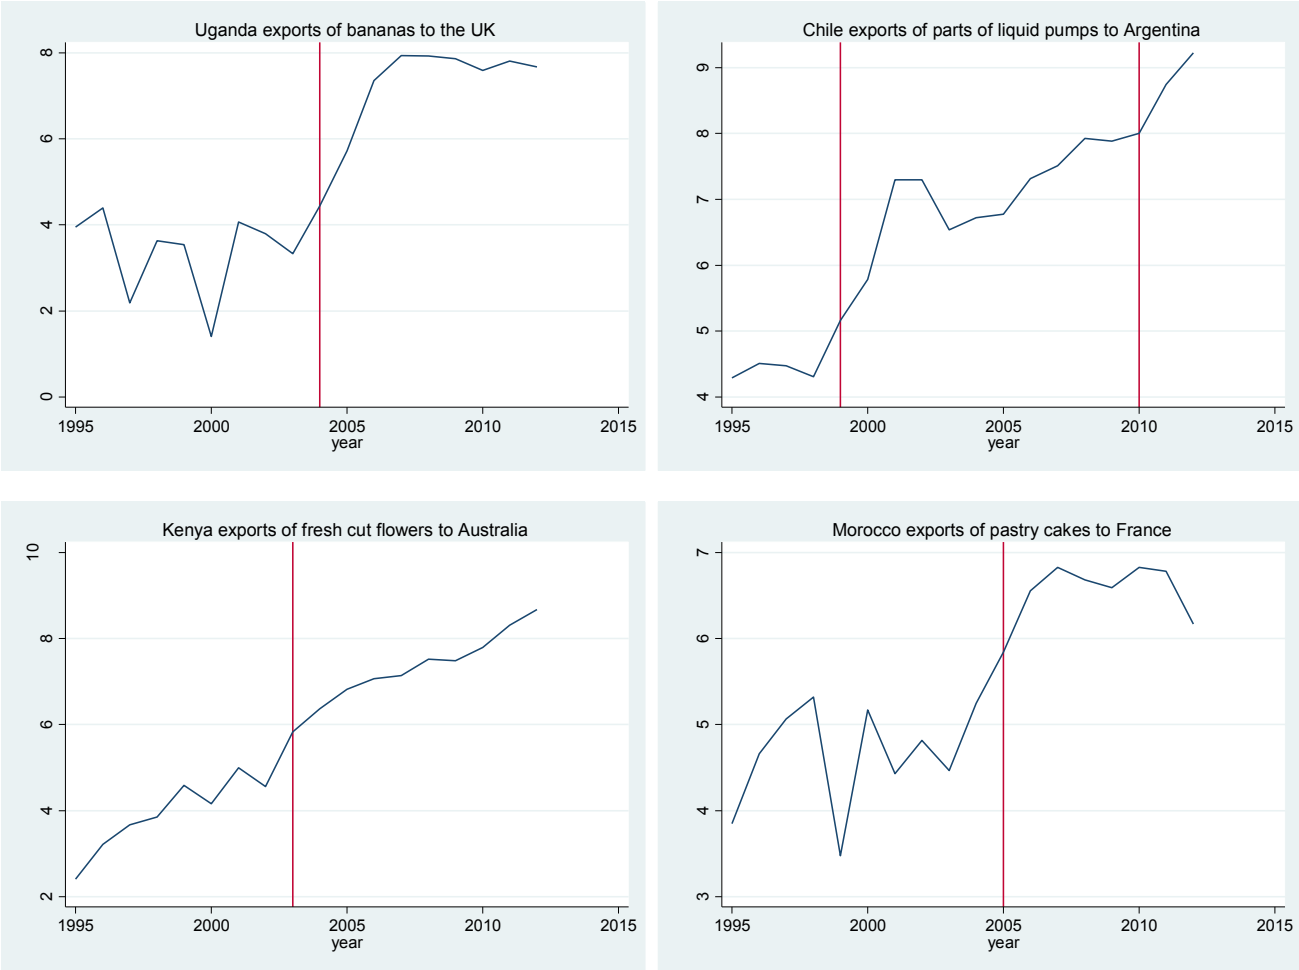 Uganda exports of bananas to the UK
8
6
4
2
0
1995 2000 2005 2010 2015
year
Chile exports of parts of liquid pumps to Argentina
9
8
7
6
5
4
1995 2000 2005 2010 2015
year
Kenya exports of fresh cut flowers to Australia
10
8
6
4
2
1995 2000 2005 2010 2015
year
Morocco exports of pastry cakes to France
7
6
5
4
3
1995 2000 2005 2010 2015
year